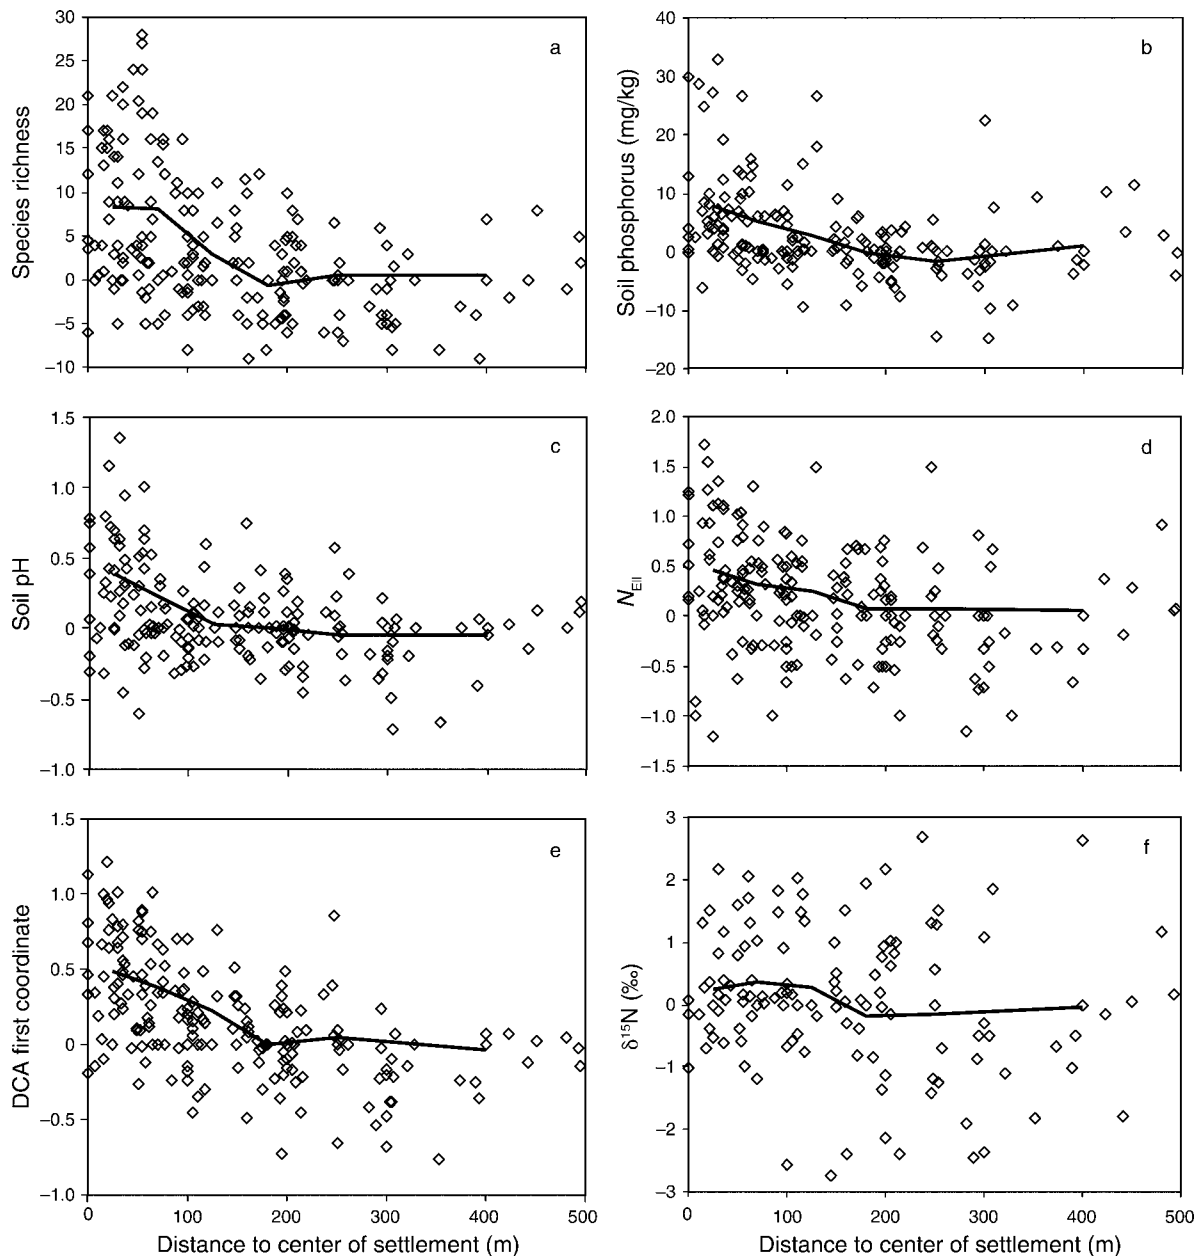 30
25
20
15
10
5
0
−5
−10
Species richness
a
40
30
20
10
0
−10
−20
Soil phosphorus (mg/kg)
b
1.5
1.0
0.5
0
−0.5
−1.0
Soil pH
c
2.0
1.5
1.0
0.5
0
−0.5
−1.0
−1.5
N_Ell
d
1.5
1.0
0.5
0
−0.5
−1.0
DCA first coordinate
e
0 100 200 300 400 500
Distance to center of settlement (m)
3
2
1
0
−1
−2
−3
δ¹⁵N (‰)
f
0 100 200 300 400 500
Distance to center of settlement (m)